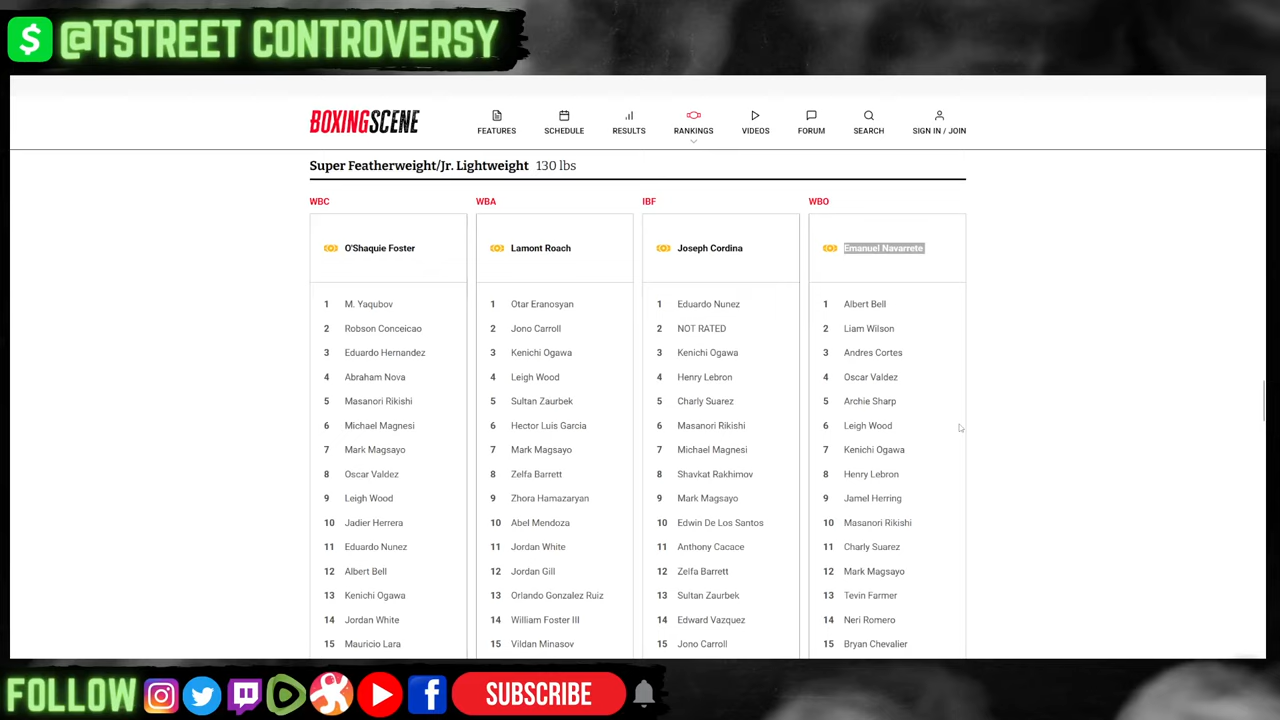 $ @TSTREET CONTROVERSY
BOXINGSCENE
FEATURES
SCHEDULE
RESULTS
RANKINGS
VIDEOS
FORUM
SEARCH
SIGN IN / JOIN
Super Featherweight/Jr. Lightweight 130 lbs
WBC
O'Shaquie Foster
1 M. Yaqubov
2 Robson Conceicao
3 Eduardo Hernandez
4 Abraham Nova
5 Masanori Rikishi
6 Michael Magnesi
7 Mark Magsayo
8 Oscar Valdez
9 Leigh Wood
10 Jadier Herrera
11 Eduardo Nunez
12 Albert Bell
13 Kenichi Ogawa
14 Jordan White
15 Mauricio Lara
WBA
Lamont Roach
1 Otar Eranosyan
2 Jono Carroll
3 Kenichi Ogawa
4 Leigh Wood
5 Sultan Zaurbek
6 Hector Luis Garcia
7 Mark Magsayo
8 Zelfa Barrett
9 Zhora Hamazaryan
10 Abel Mendoza
11 Jordan White
12 Jordan Gill
13 Orlando Gonzalez Ruiz
14 William Foster III
15 Vildan Minasov
IBF
Joseph Cordina
1 Eduardo Nunez
2 NOT RATED
3 Kenichi Ogawa
4 Henry Lebron
5 Charly Suarez
6 Masanori Rikishi
7 Michael Magnesi
8 Shavkat Rakhimov
9 Mark Magsayo
10 Edwin De Los Santos
11 Anthony Cacace
12 Zelfa Barrett
13 Sultan Zaurbek
14 Edward Vazquez
15 Jono Carroll
WBO
Emanuel Navarrete
1 Albert Bell
2 Liam Wilson
3 Andres Cortes
4 Oscar Valdez
5 Archie Sharp
6 Leigh Wood
7 Kenichi Ogawa
8 Henry Lebron
9 Jamel Herring
10 Masanori Rikishi
11 Charly Suarez
12 Mark Magsayo
13 Tevin Farmer
14 Neri Romero
15 Bryan Chevalier
FOLLOW
SUBSCRIBE